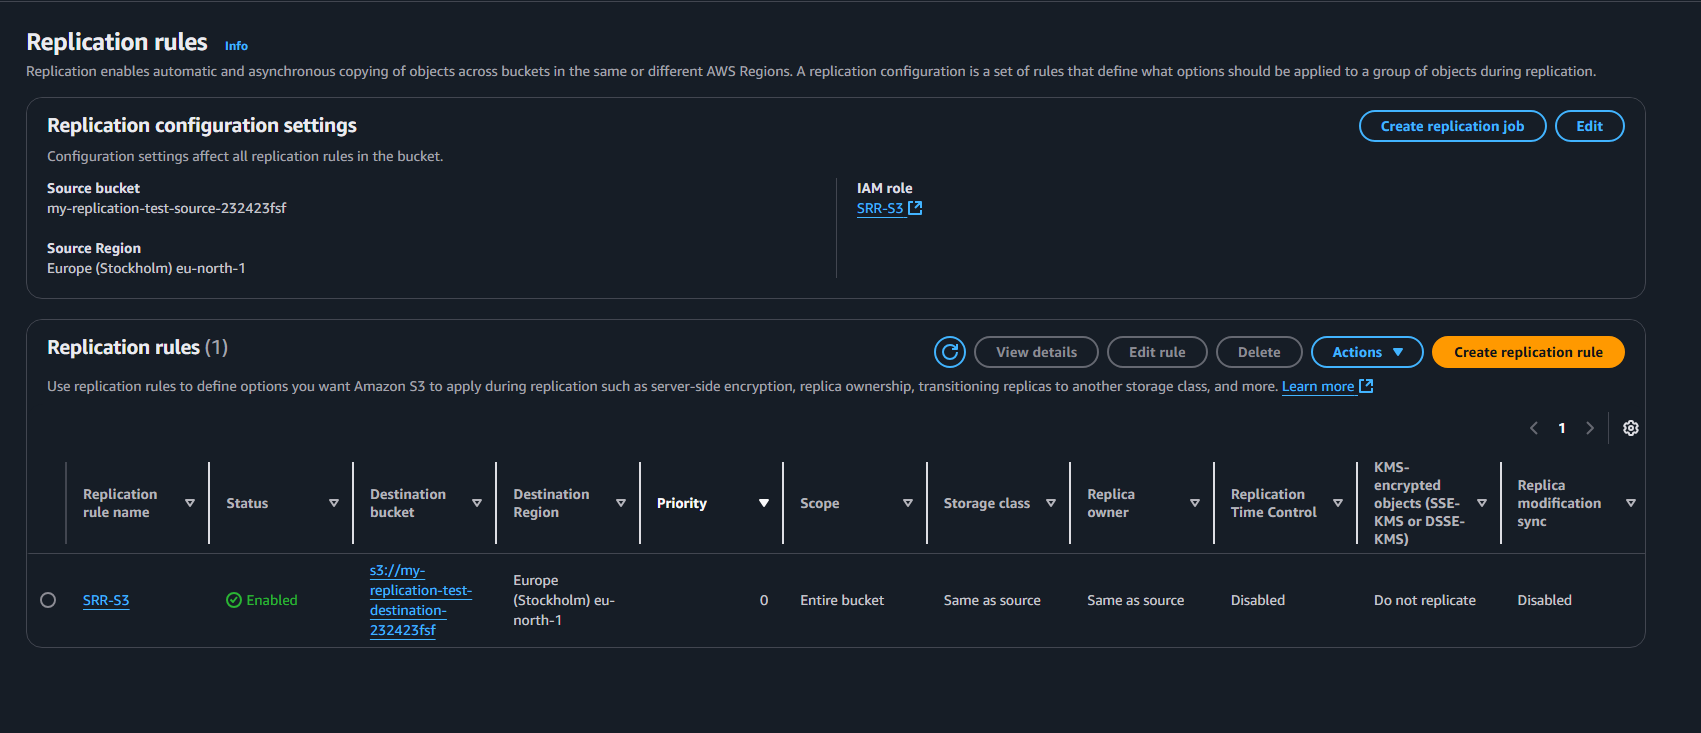 Replication rules Info
Replication enables automatic and asynchronous copying of objects across buckets in the same or different AWS Regions. A replication configuration is a set of rules that define what options should be applied to a group of objects during replication.
Replication configuration settings
Create replication job
Edit
Configuration settings affect all replication rules in the bucket.
Source bucket
my-replication-test-source-232423fsf
Source Region
Europe (Stockholm) eu-north-1
IAM role
SRR-S3
Replication rules (1)
View details
Edit rule
Delete
Actions
Create replication rule
Use replication rules to define options you want Amazon S3 to apply during replication such as server-side encryption, replica ownership, transitioning replicas to another storage class, and more. Learn more
1
Replication
rule name
Status
Destination
bucket
Destination
Region
Priority
Scope
Storage class
Replica
owner
Replication
Time Control
KMS-
encrypted
objects (SSE-
KMS or DSSE-
KMS)
Replica
modification
sync
SRR-S3
Enabled
s3://my-
replication-test-
destination-
232423fsf
Europe
(Stockholm) eu-
north-1
0
Entire bucket
Same as source
Same as source
Disabled
Do not replicate
Disabled